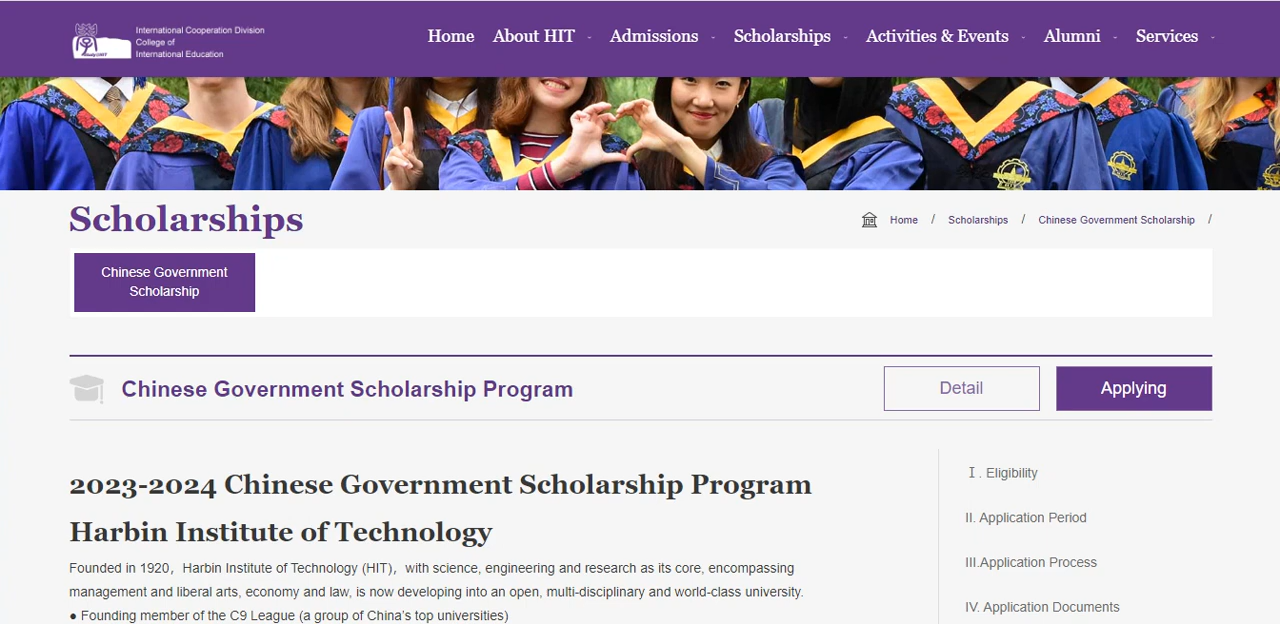 International Cooperation Division
College of
International Education
Home About HIT - Admissions - Scholarships - Activities & Events - Alumni - Services -
Scholarships
Home / Scholarships / Chinese Government Scholarship /
Chinese Government
Scholarship
Chinese Government Scholarship Program
Detail
Applying
2023-2024 Chinese Government Scholarship Program
Harbin Institute of Technology
Founded in 1920，Harbin Institute of Technology (HIT)，with science, engineering and research as its core, encompassing
management and liberal arts, economy and law, is now developing into an open, multi-disciplinary and world-class university.
● Founding member of the C9 League (a group of China's top universities)
Ⅰ. Eligibility
II. Application Period
III.Application Process
IV. Application Documents